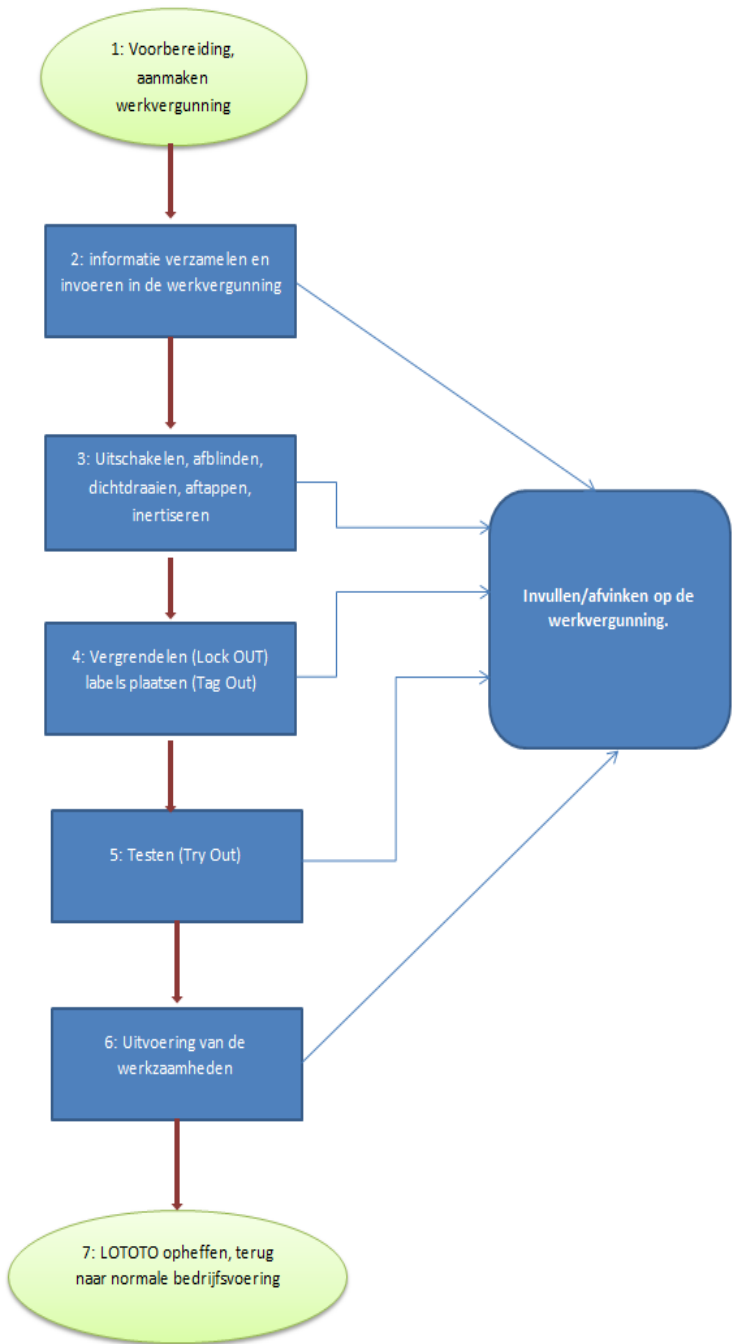 1: Voorbereiding,
aanmaken
werkvergunning
2: informatie verzamelen en
invoeren in de werkvergunning
3: Uitschakelen, afblinden,
dichtdraaien, aftappen,
inertiseren
Invullen/afvinken op de
werkvergunning.
4: Vergrendelen (Lock OUT)
labels plaatsen (Tag Out)
5: Testen (Try Out)
6: Uitvoering van de
werkzaamheden
7: LOTOTO opheffen, terug
naar normale bedrijfsvoering